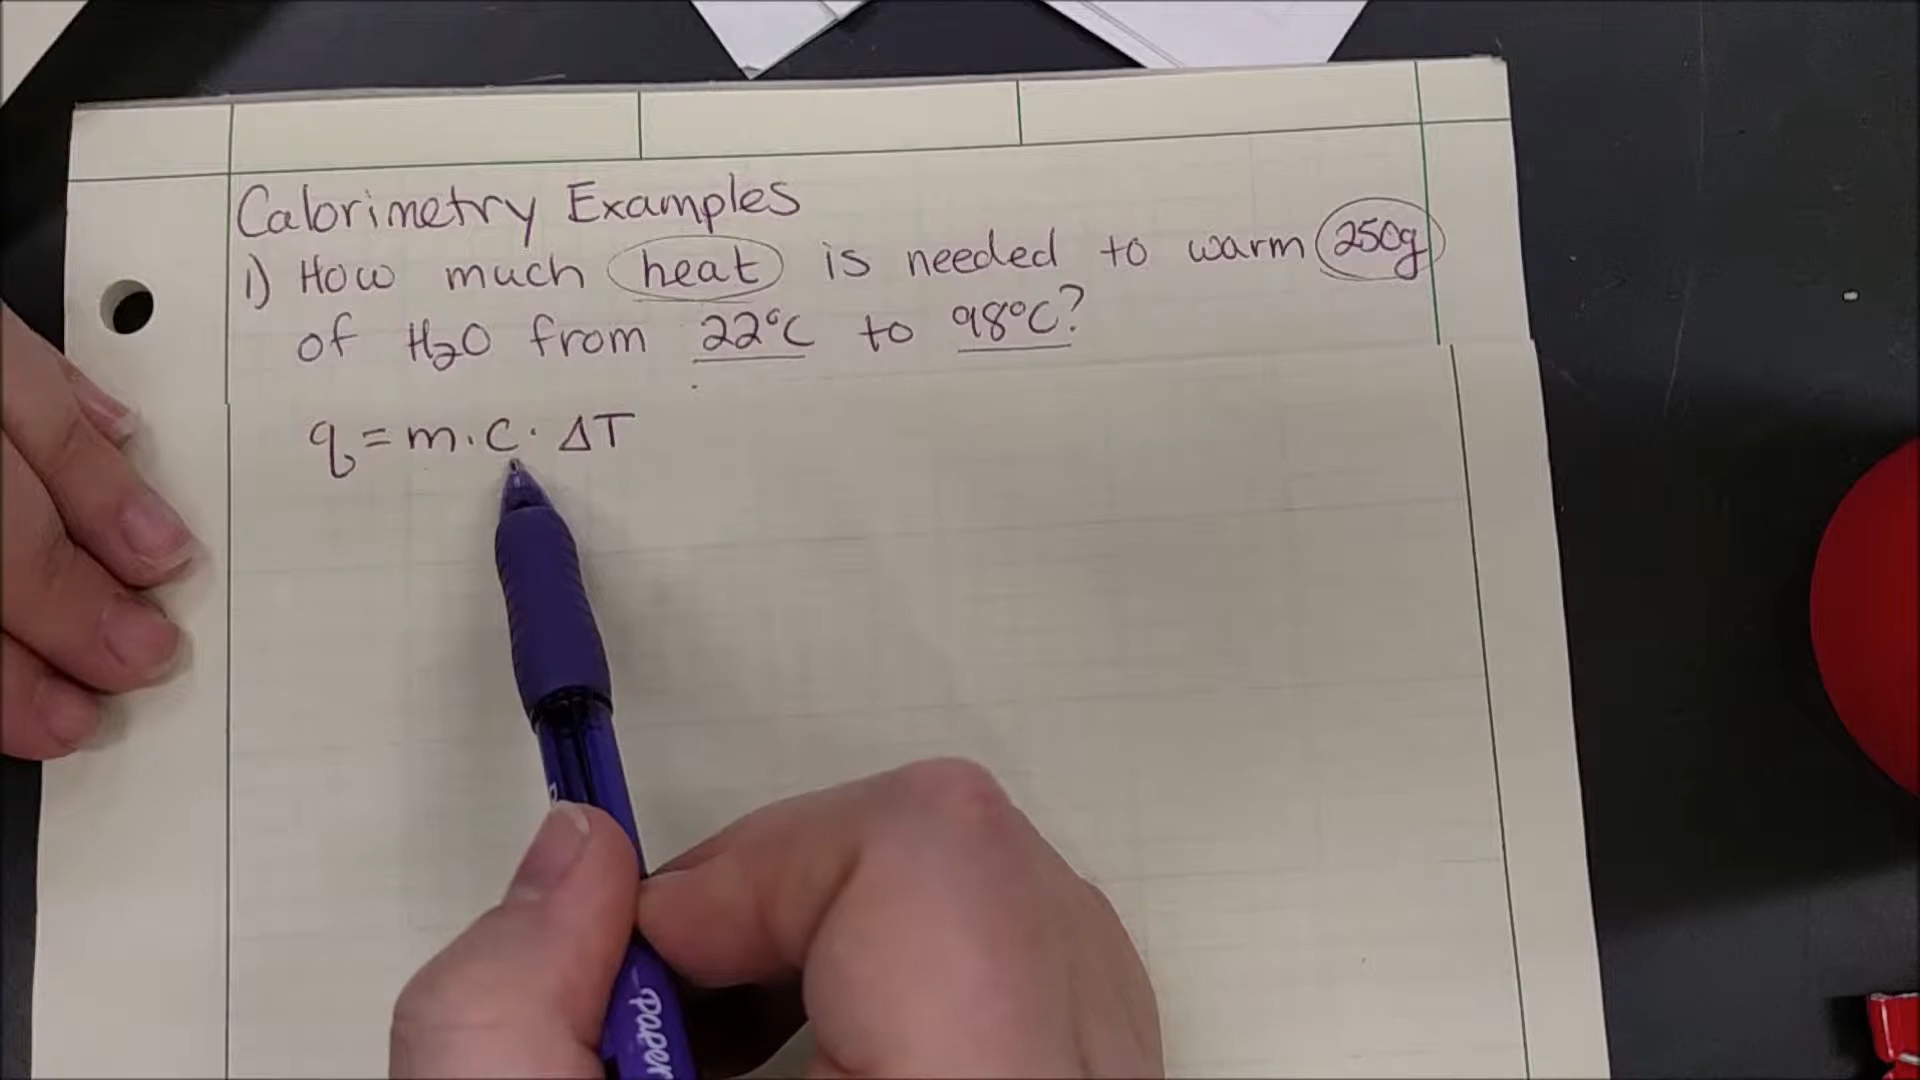 Calorimetry Examples
1) How much heat is needed to warm 250g
of H₂O from 22°C to 98°C?
q = m · C · ΔT
Paper